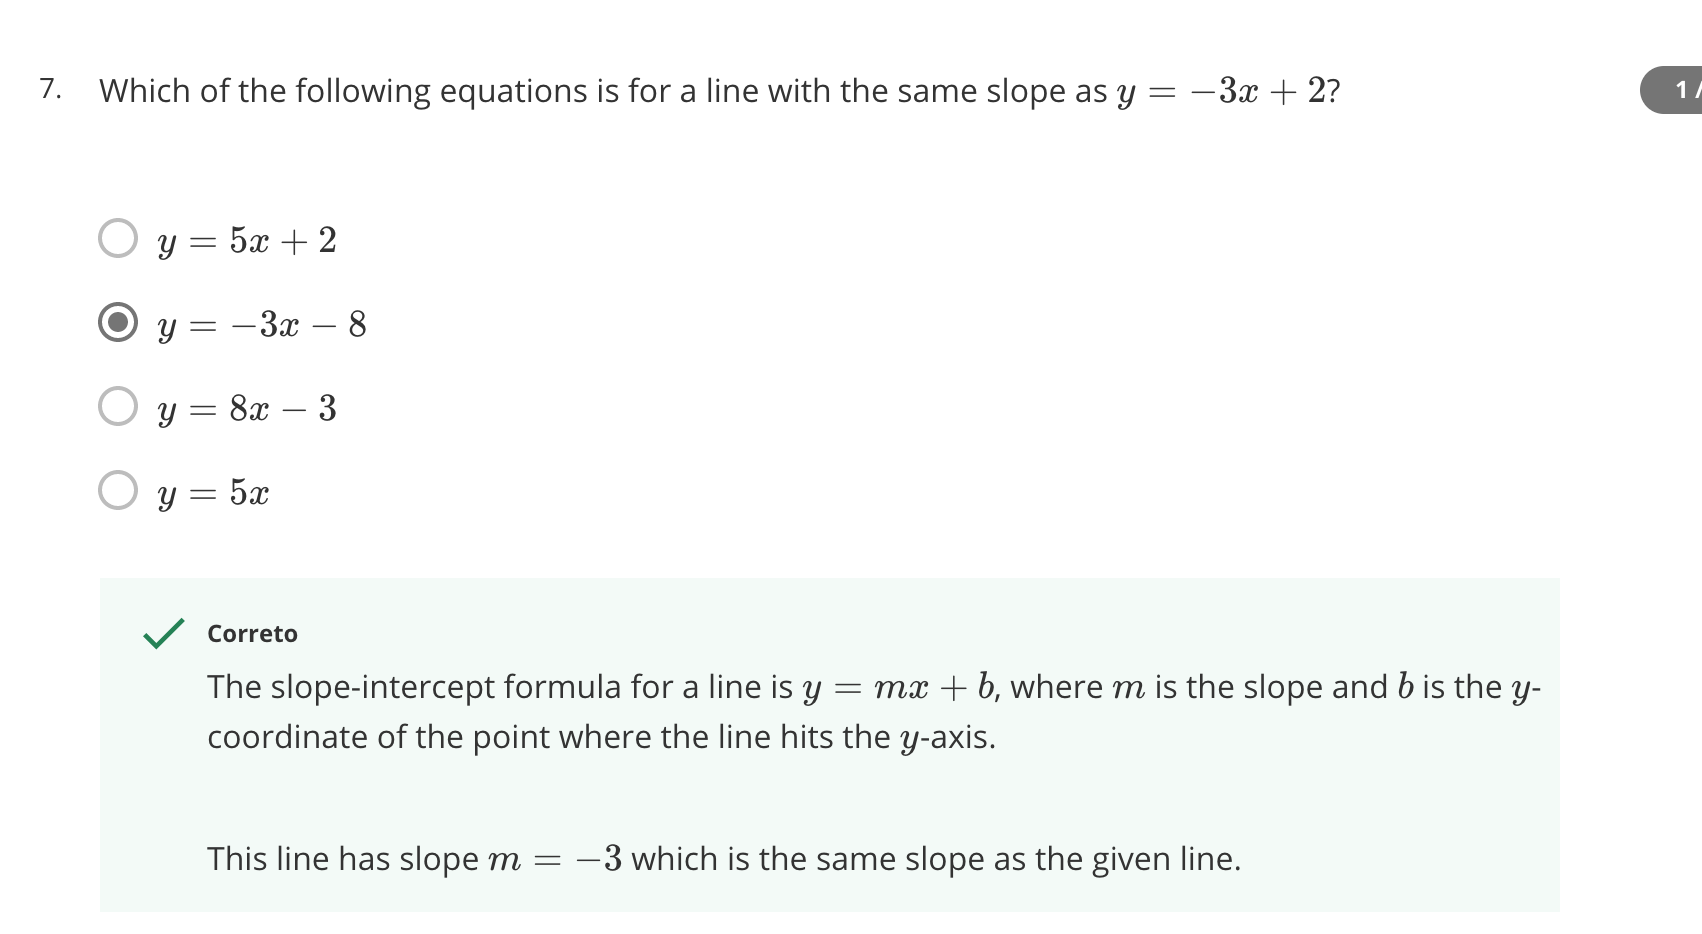 7. Which of the following equations is for a line with the same slope as y = −3x + 2?
1 /
y = 5x + 2
y = −3x − 8
y = 8x − 3
y = 5x
Correto
The slope-intercept formula for a line is y = mx + b, where m is the slope and b is the y-
coordinate of the point where the line hits the y-axis.
This line has slope m = −3 which is the same slope as the given line.